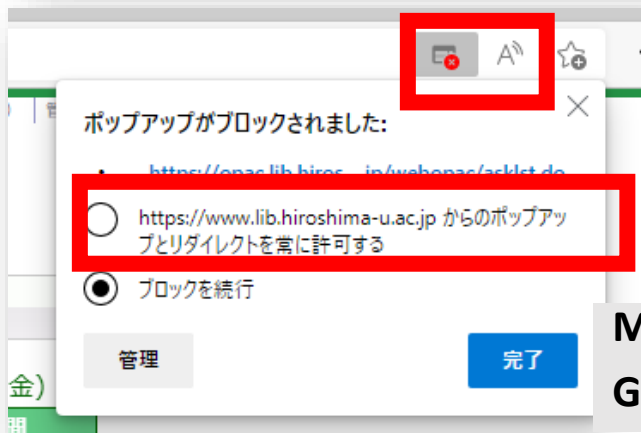 A
ポップアップがブロックされました:
https://opac.lib.hiros...jp/webopac/asklst.do
https://www.lib.hiroshima-u.ac.jp からのポップアッ
プとリダイレクトを常に許可する
ブロックを続行
管理
完了
M
G
金)